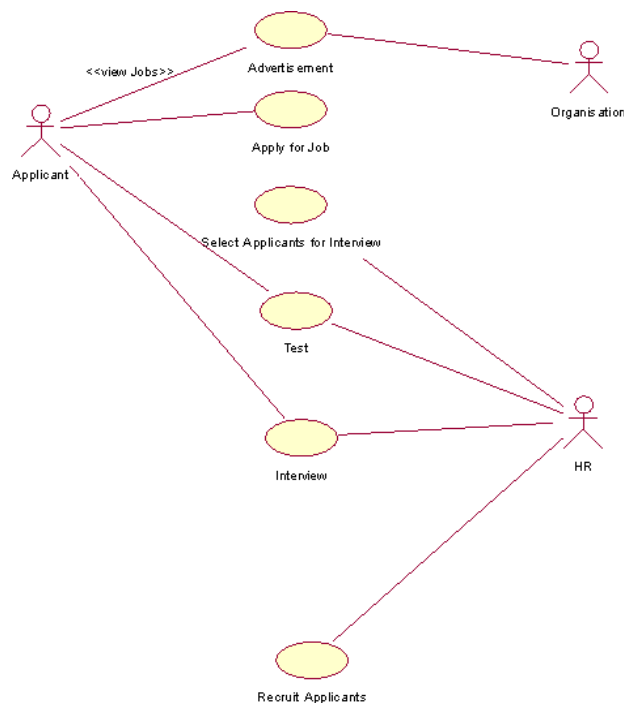 <<view Jobs>>
Advertisement
Organisation
Applicant
Apply for Job
Select Applicants for Interview
Test
Interview
HR
Recruit Applicants